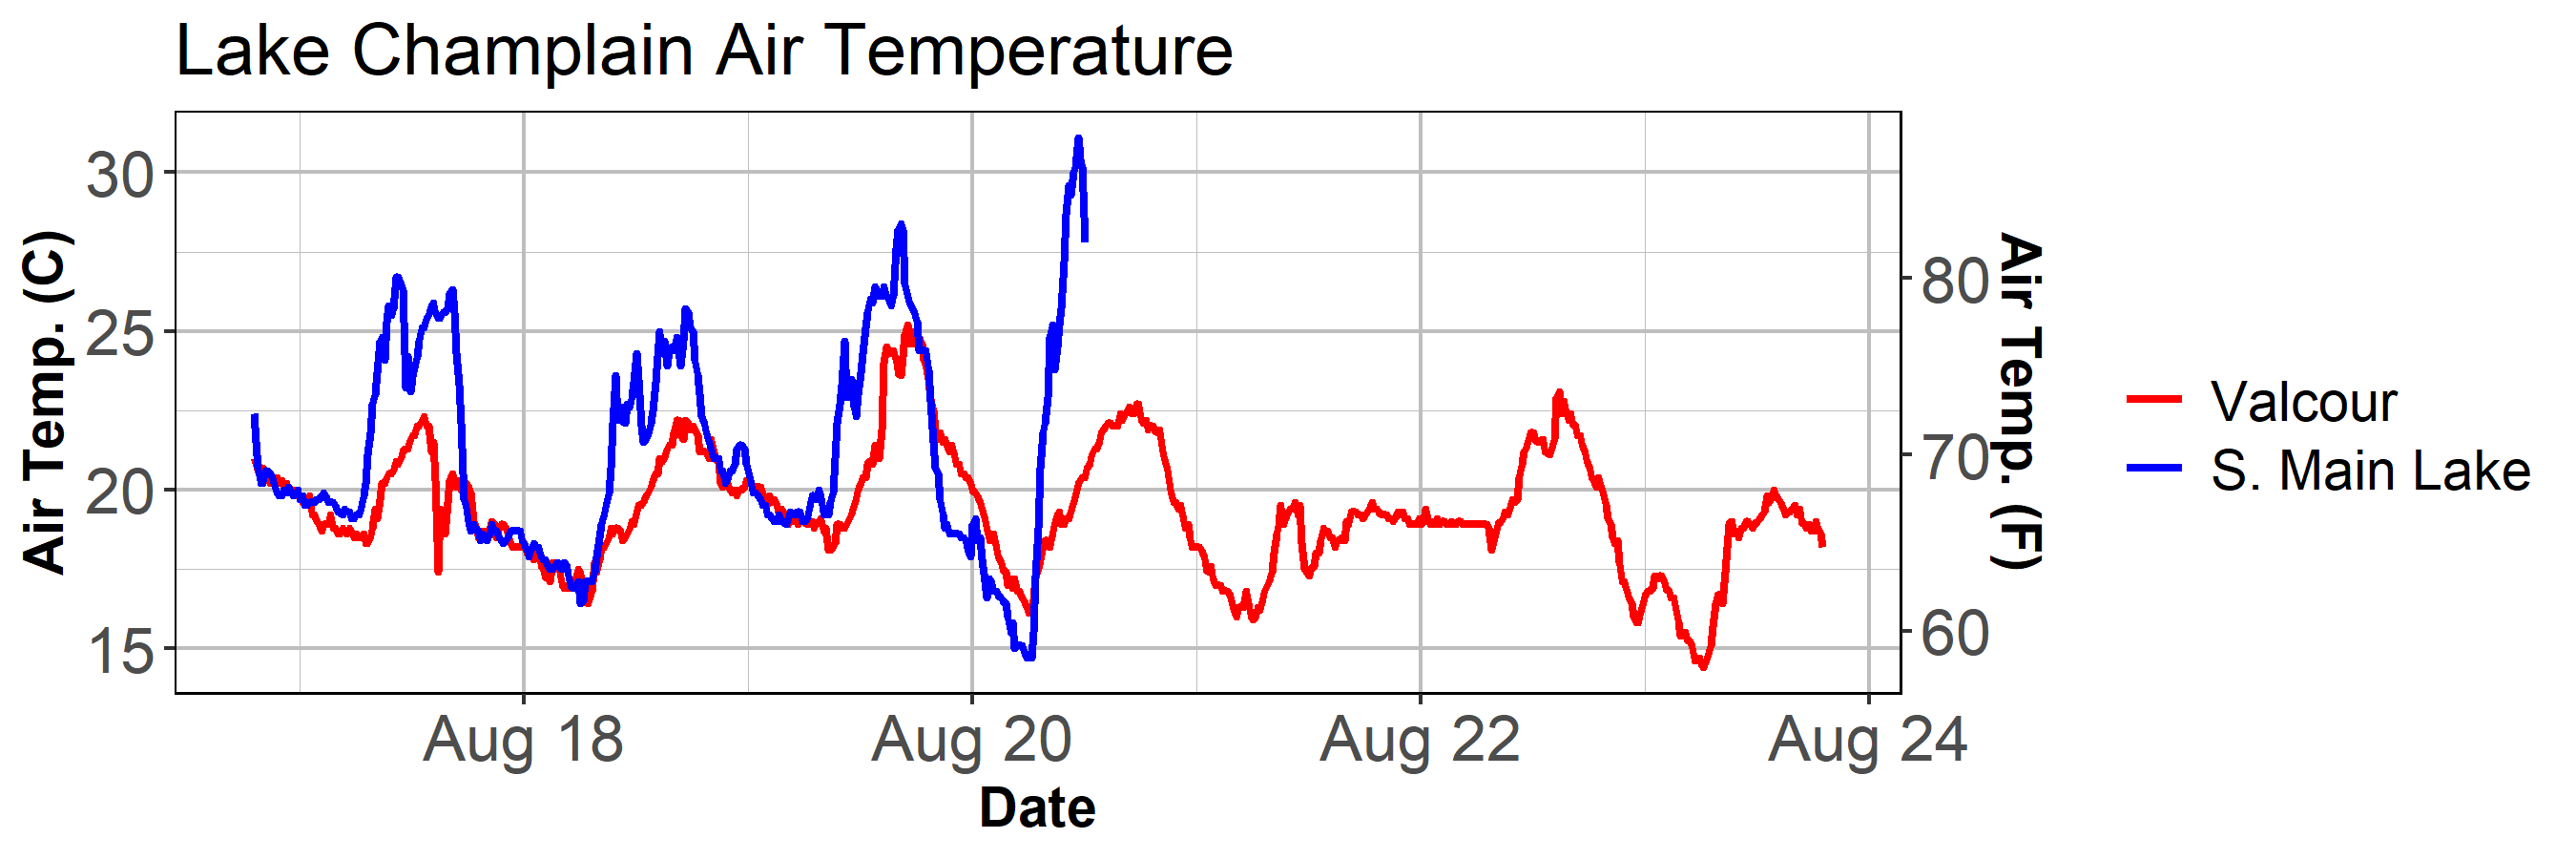 Lake Champlain Air Temperature
30
25
20
15
Air Temp. (C)
80
70
60
Air Temp. (F)
Valcour
S. Main Lake
Aug 18
Aug 20
Aug 22
Aug 24
Date